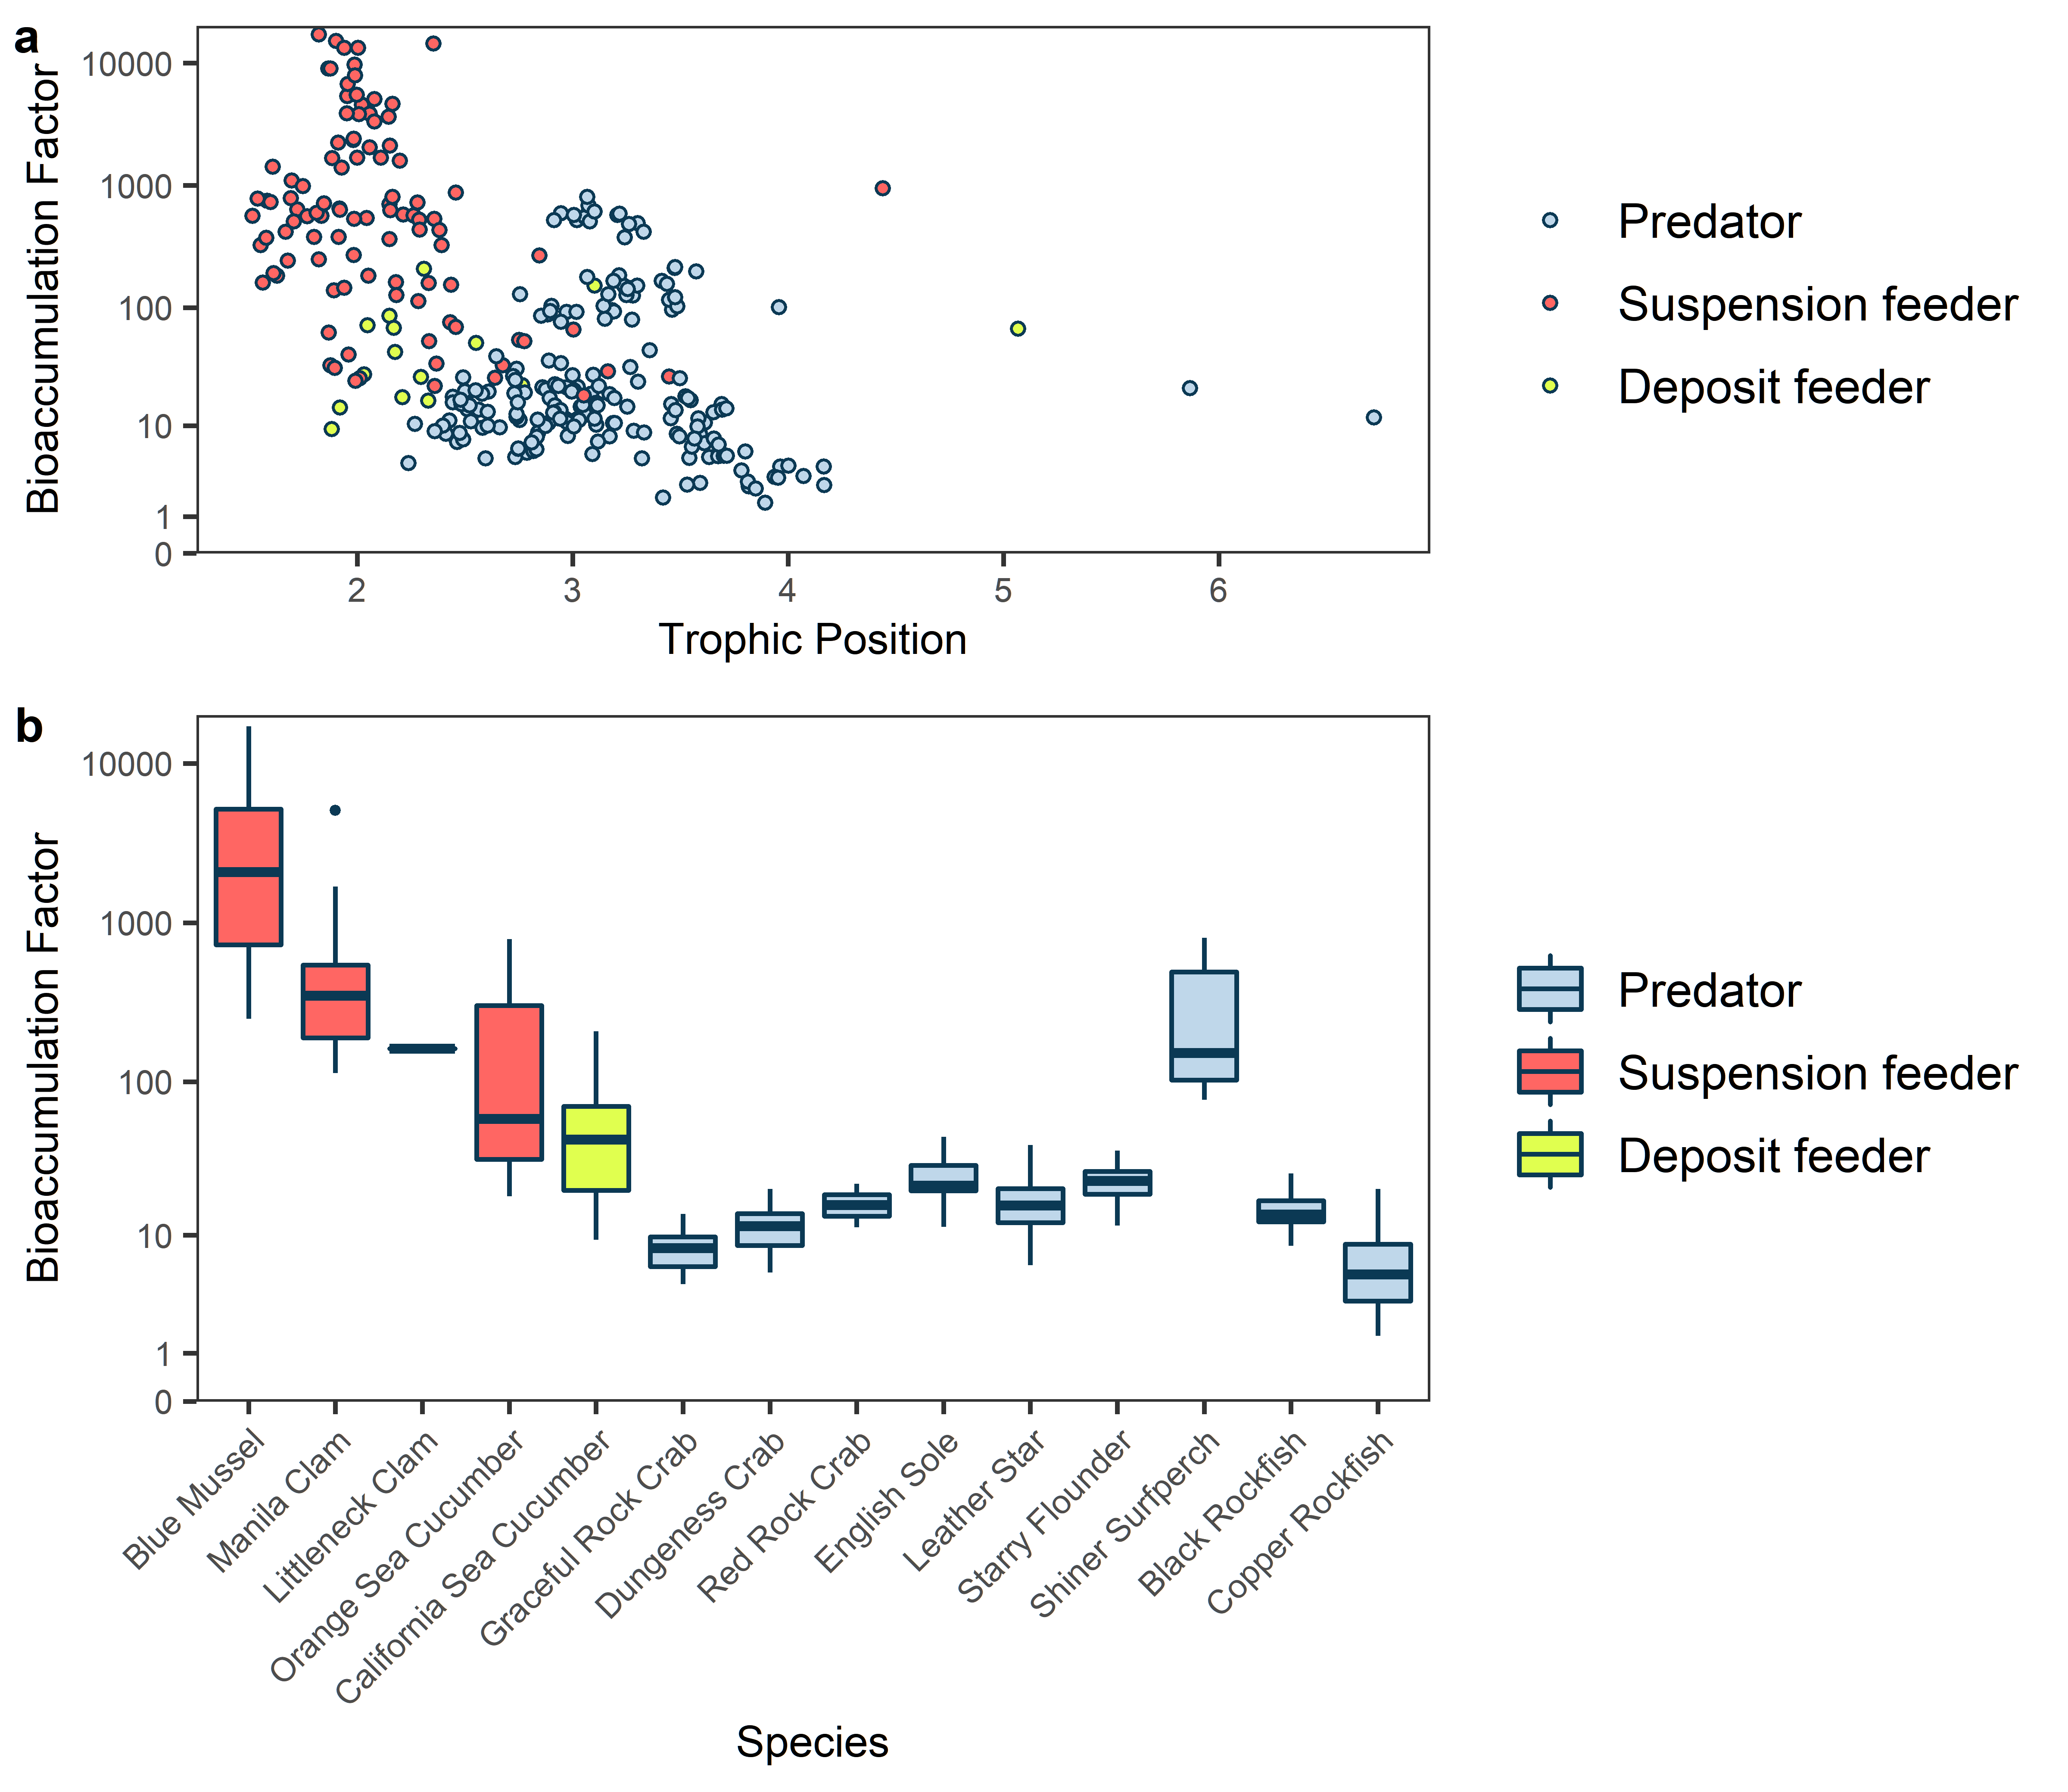 a
Bioaccumulation Factor
10000
1000
100
10
1
0
2 3 4 5 6
Trophic Position
Predator
Suspension feeder
Deposit feeder
b
Bioaccumulation Factor
10000
1000
100
10
1
0
Blue Mussel
Manila Clam
Littleneck Clam
Orange Sea Cucumber
California Sea Cucumber
Graceful Rock Crab
Dungeness Crab
Red Rock Crab
English Sole
Leather Star
Starry Flounder
Shiner Surfperch
Black Rockfish
Copper Rockfish
Species
Predator
Suspension feeder
Deposit feeder